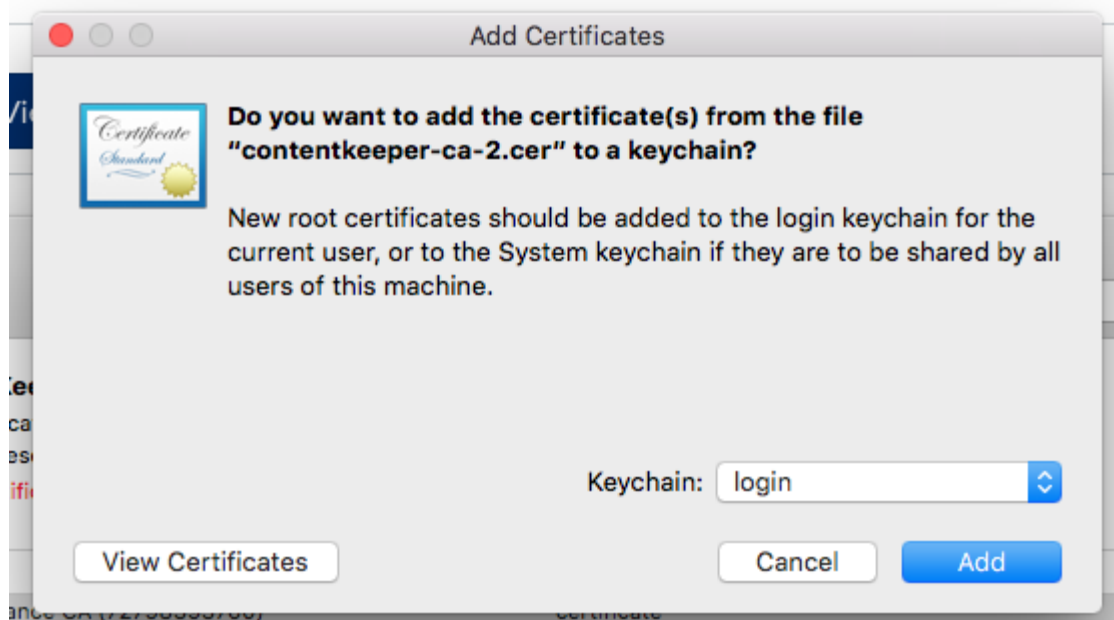 Add Certificates
Certificate
Standard
Do you want to add the certificate(s) from the file
“contentkeeper-ca-2.cer” to a keychain?
New root certificates should be added to the login keychain for the
current user, or to the System keychain if they are to be shared by all
users of this machine.
Keychain: login
View Certificates Cancel Add